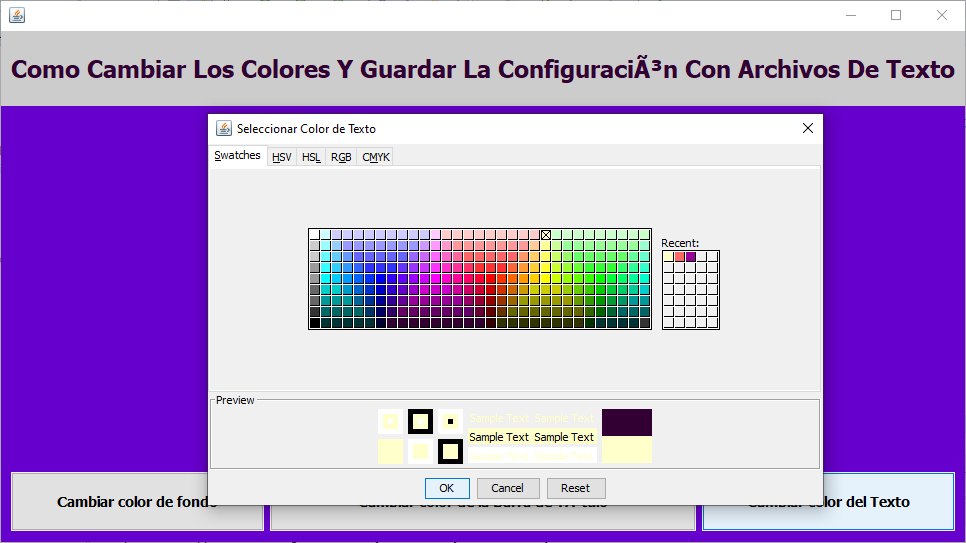 Como Cambiar Los Colores Y Guardar La ConfiguraciÃ³n Con Archivos De Texto
Seleccionar Color de Texto
Swatches HSV HSL RGB CMYK
Recent:
Preview
Sample Text Sample Text
Sample Text Sample Text
Sample Text Sample Text
OK Cancel Reset
Cambiar color de fondo
color del Texto